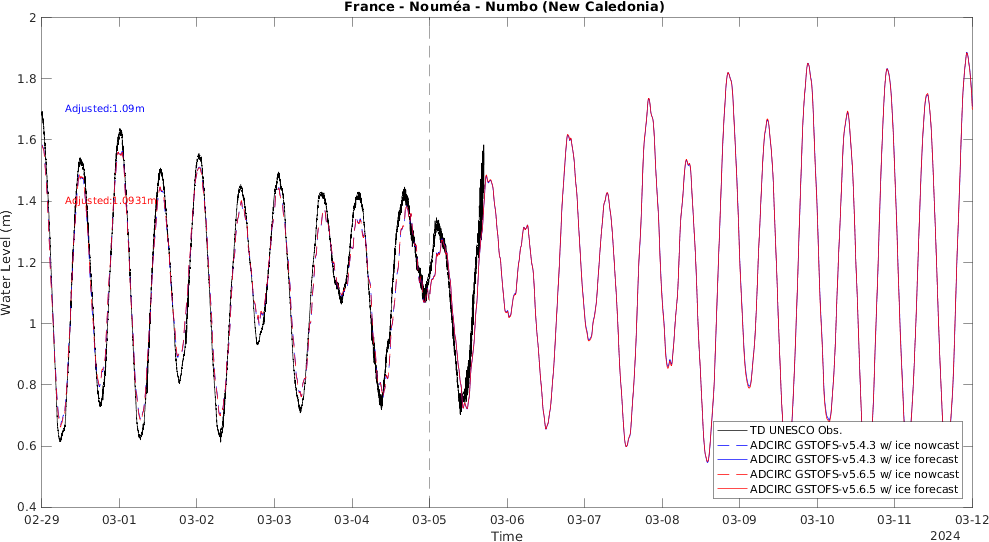 France - Nouméa - Numbo (New Caledonia)
2
1.8
1.6
1.4
1.2
1
0.8
0.6
0.4
Water Level (m)
Adjusted:1.09m
Adjusted:1.0931m
TD UNESCO Obs.
ADCIRC GSTOFS-v5.4.3 w/ ice nowcast
ADCIRC GSTOFS-v5.4.3 w/ ice forecast
ADCIRC GSTOFS-v5.6.5 w/ ice nowcast
ADCIRC GSTOFS-v5.6.5 w/ ice forecast
02-29 03-01 03-02 03-03 03-04 03-05 03-06 03-07 03-08 03-09 03-10 03-11 03-12
Time
2024